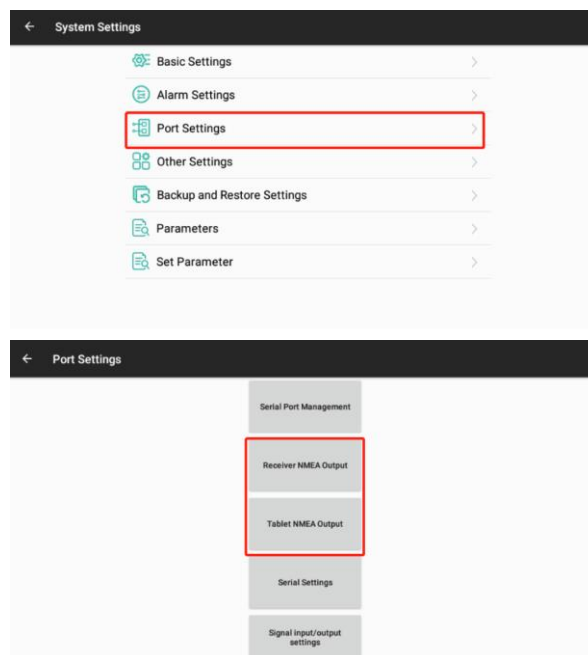 System Settings
Basic Settings
Alarm Settings
Port Settings
Other Settings
Backup and Restore Settings
Parameters
Set Parameter
Port Settings
Serial Port Management
Receiver NMEA Output
Tablet NMEA Output
Serial Settings
Signal input/output
settings